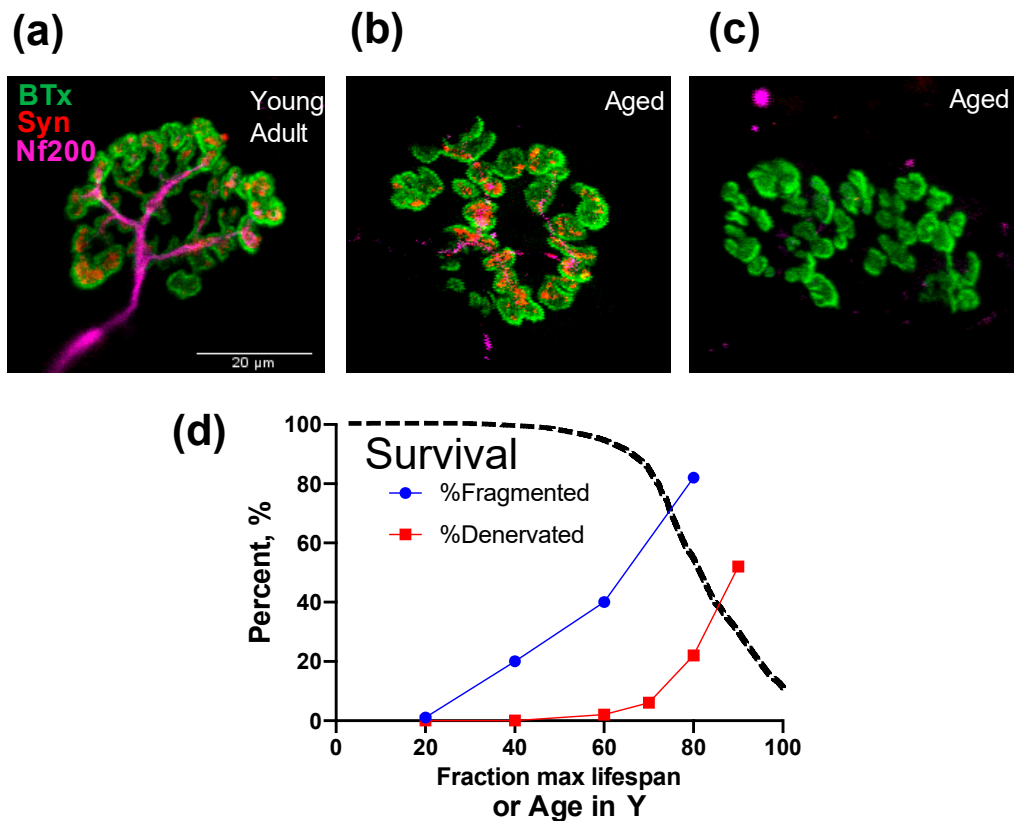 (a)
(b)
(c)
BTx
Syn
Nf200
Young
Adult
20 µm
Aged
Aged
(d)
Survival
%Fragmented
%Denervated
Percent, %
100
80
60
40
20
0
0 20 40 60 80 100
Fraction max lifespan
or Age in Y